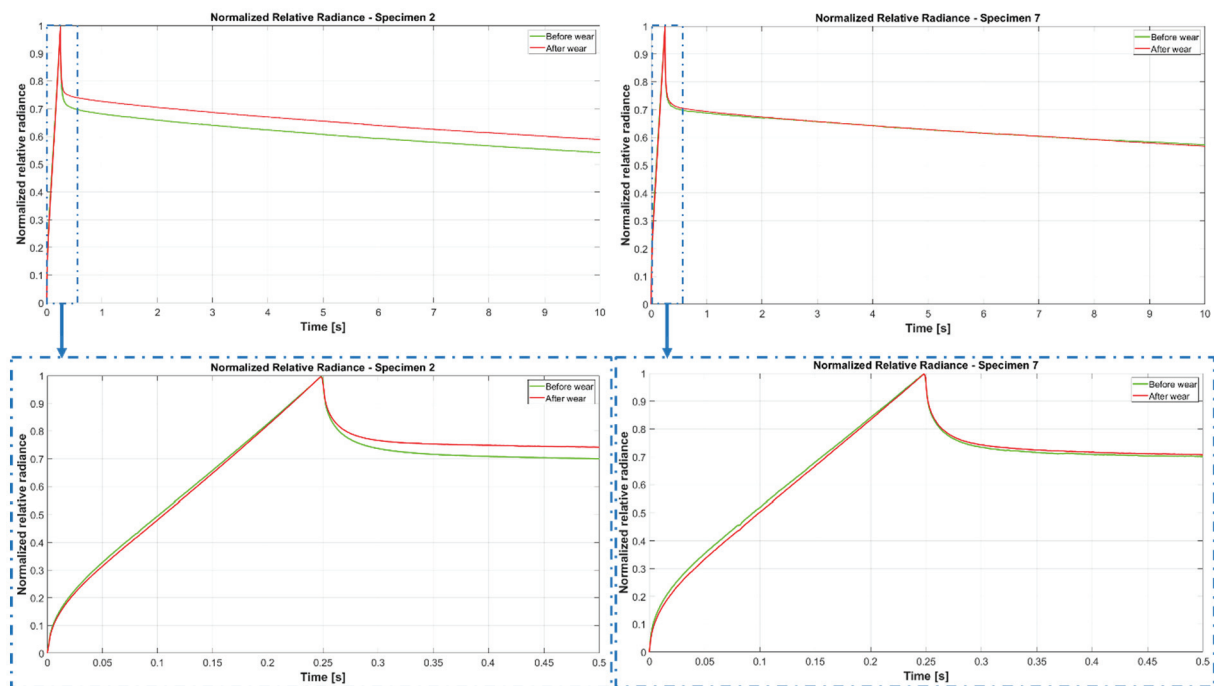 Normalized Relative Radiance - Specimen 2
Normalized relative radiance
1
0.9
0.8
0.7
0.6
0.5
0.4
0.3
0.2
0.1
0
Before wear
After wear
0 1 2 3 4 5 6 7 8 9 10
Time [s]
Normalized Relative Radiance - Specimen 7
Normalized relative radiance
1
0.9
0.8
0.7
0.6
0.5
0.4
0.3
0.2
0.1
0
Before wear
After wear
0 1 2 3 4 5 6 7 8 9 10
Time [s]
Normalized Relative Radiance - Specimen 2
Normalized relative radiance
1
0.9
0.8
0.7
0.6
0.5
0.4
0.3
0.2
0.1
0
Before wear
After wear
0 0.05 0.1 0.15 0.2 0.25 0.3 0.35 0.4 0.45 0.5
Time [s]
Normalized Relative Radiance - Specimen 7
Normalized relative radiance
1
0.9
0.8
0.7
0.6
0.5
0.4
0.3
0.2
0.1
0
Before wear
After wear
0 0.05 0.1 0.15 0.2 0.25 0.3 0.35 0.4 0.45 0.5
Time [s]